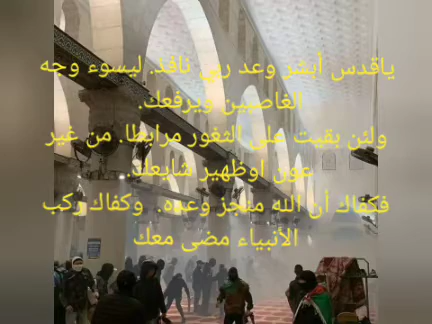 ياقدس أبشر وعد ربي نافذ. ليسوء وجه
الغاصبين ويرفعك.
ولئن بقيت على الثغور مرابطا. من غير
عون اوظهير شايعك.
فكفاك أن الله منجز وعده . وكفاك ركب
الأنبياء مضى معك